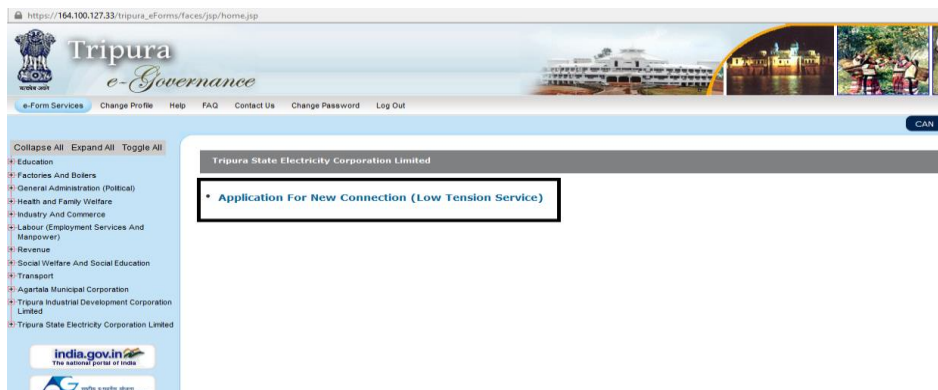 https://164.100.127.33/tripura_eForms/faces/jsp/home.jsp
Tripura
e-Governance
सत्यमेव जयते
e-Form Services Change Profile Help FAQ Contact Us Change Password Log Out
CAN
Collapse All Expand All Toggle All
Education
Factories And Boilers
General Administration (Political)
Health and Family Welfare
Industry And Commerce
Labour (Employment Services And
Manpower)
Revenue
Social Welfare And Social Education
Transport
Agartala Municipal Corporation
Tripura Industrial Development Corporation
Limited
Tripura State Electricity Corporation Limited
Tripura State Electricity Corporation Limited
Application For New Connection (Low Tension Service)
india.gov.in
The national portal of India